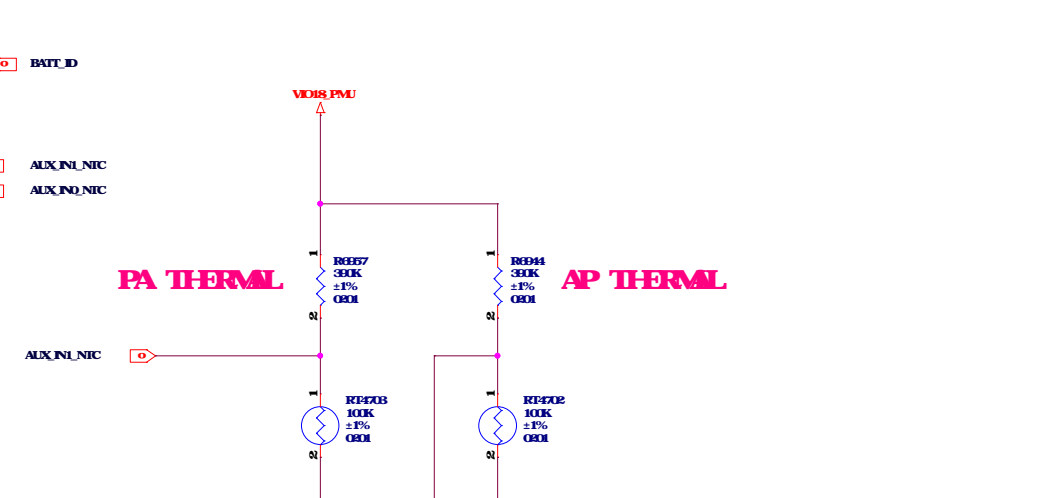 BATT_ID
VIO18_PMU
AUX_IN1_NTC
AUX_IN0_NTC
1
R6957
390K
±1%
0201
2
1
R6944
390K
±1%
0201
2
PA THERMAL
AP THERMAL
AUX_IN1_NTC
1
RT4703
100K
±1%
0201
2
1
RT4702
100K
±1%
0201
2